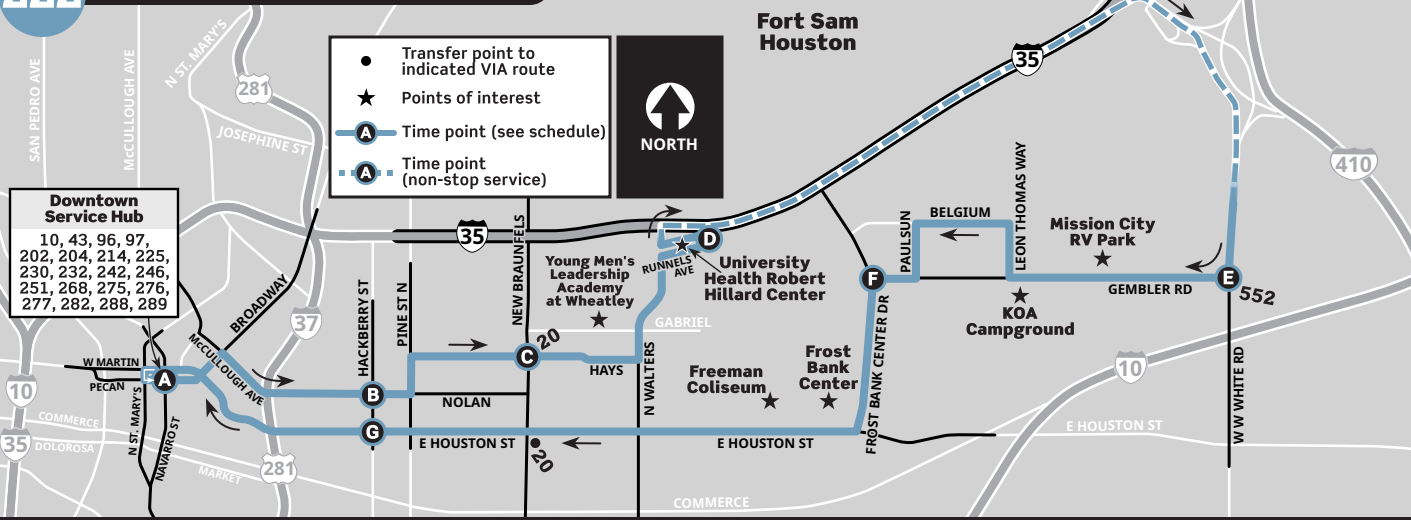 Fort Sam
Houston
Transfer point to
indicated VIA route
Points of interest
A
Time point (see schedule)
A
Time point
(non-stop service)
NORTH
SAN PEDRO AVE
McCULLOUGH AVE
N ST. MARY'S
281
JOSEPHINE ST
35
410
Downtown
Service Hub
10, 43, 96, 97,
202, 204, 214, 225,
230, 232, 242, 246,
251, 268, 275, 276,
277, 282, 288, 289
35
NEW BRAUNFELS
BROADWAY
37
HACKBERRY ST
PINE ST N
Young Men's
Leadership
Academy
at Wheatley
RUNNELS
AVE
D
University
Health Robert
Hillard Center
GABRIEL
PAULSUN
BELGIUM
LEON THOMAS WAY
Mission City
RV Park
F
GEMBLER RD
E
552
KOA
Campground
W MARTIN
PECAN
A
McCULLOUGH AVE
B
C
20
HAYS
N WALTERS
NOLAN
Freeman
Coliseum
Frost
Bank
Center
FROST BANK CENTER DR
10
10
W W WHITE RD
G
E HOUSTON ST
20
E HOUSTON ST
E HOUSTON ST
COMMERCE
35
DOLOROSA
N ST. MARY'S
NAVARRO ST
MARKET
281
COMMERCE